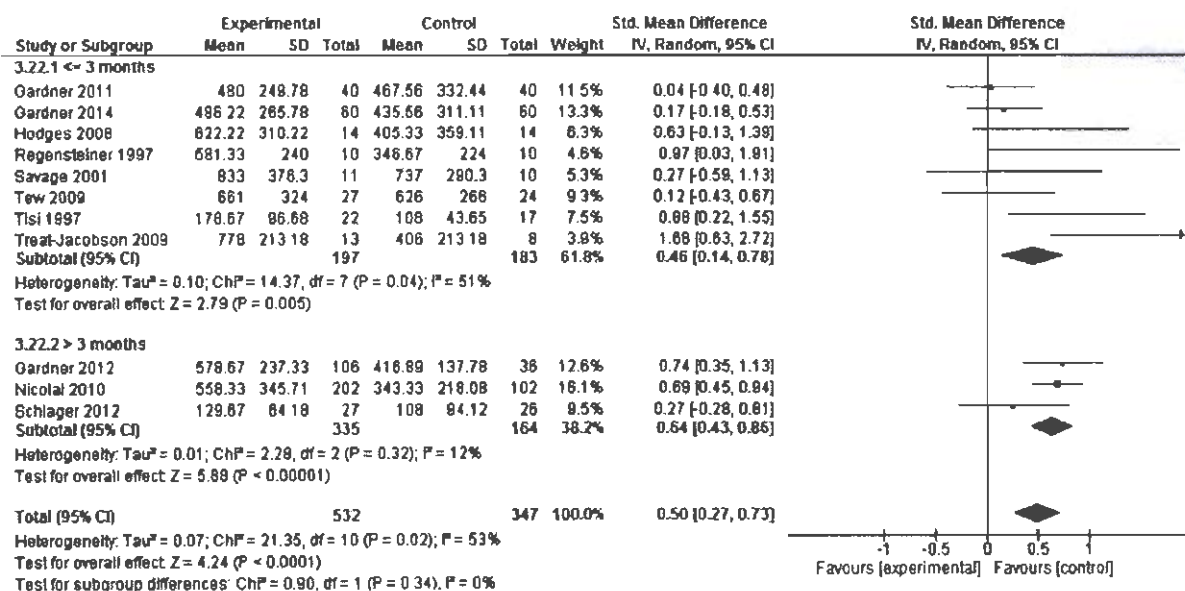 Experimental Control Std. Mean Difference Std. Mean Difference
Study or Subgroup Mean SD Total Mean SD Total Weight IV, Random, 95% CI IV, Random, 95% CI
3.22.1 <= 3 months
Gardner 2011 480 249.78 40 467.56 332.44 40 11.5% 0.04 [-0.40, 0.48]
Gardner 2014 496.22 265.78 60 435.56 311.11 60 13.3% 0.17 [-0.18, 0.53]
Hodges 2008 622.22 310.22 14 405.33 359.11 14 6.3% 0.63 [-0.13, 1.39]
Regensteiner 1997 581.33 240 10 346.67 224 10 4.6% 0.97 [0.03, 1.91]
Savage 2001 833 378.3 11 737 290.3 10 5.3% 0.27 [-0.59, 1.13]
Tew 2009 661 324 27 626 266 24 9.3% 0.12 [-0.43, 0.67]
Tisi 1997 176.67 96.68 22 108 43.65 17 7.5% 0.88 [0.22, 1.55]
Treat-Jacobson 2009 778 213.18 13 406 213.18 8 3.9% 1.68 [0.63, 2.72]
Subtotal (95% CI) 197 183 61.8% 0.46 [0.14, 0.78]
Heterogeneity: Tau² = 0.10; Chi² = 14.37, df = 7 (P = 0.04); I² = 51%
Test for overall effect: Z = 2.79 (P = 0.005)
3.22.2 > 3 months
Gardner 2012 578.67 237.33 106 416.89 137.78 36 12.6% 0.74 [0.35, 1.13]
Nicolai 2010 558.33 345.71 202 343.33 218.08 102 16.1% 0.69 [0.45, 0.94]
Schlager 2012 129.67 64.18 27 108 94.12 26 9.5% 0.27 [-0.28, 0.81]
Subtotal (95% CI) 335 164 38.2% 0.64 [0.43, 0.86]
Heterogeneity: Tau² = 0.01; Chi² = 2.28, df = 2 (P = 0.32); I² = 12%
Test for overall effect: Z = 5.88 (P < 0.00001)
Total (95% CI) 532 347 100.0% 0.50 [0.27, 0.73]
Heterogeneity: Tau² = 0.07; Chi² = 21.35, df = 10 (P = 0.02); I² = 53%
Test for overall effect: Z = 4.24 (P < 0.0001)
Test for subgroup differences: Chi² = 0.90, df = 1 (P = 0.34), I² = 0%
-1 -0.5 0 0.5 1
Favours [experimental] Favours [control]